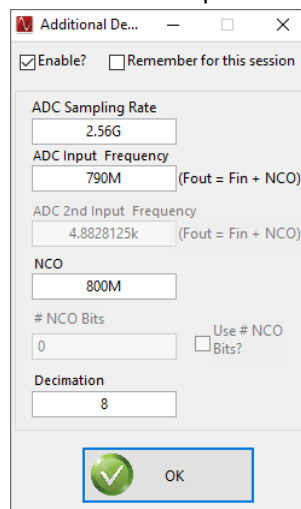 Additional De...
Enable? Remember for this session
ADC Sampling Rate
2.56G
ADC Input Frequency
790M (Fout = Fin + NCO)
ADC 2nd Input Frequency
4.8828125k (Fout = Fin + NCO)
NCO
800M
# NCO Bits
0 Use # NCO
Bits?
Decimation
8
OK